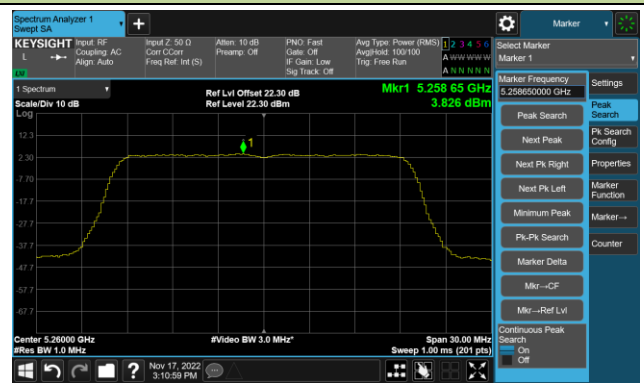 Spectrum Analyzer 1
Swept SA
Marker
KEYSIGHT
L
Input: RF
Coupling: AC
Align: Auto
Input Z: 50 Ω
Corr CCorr
Freq Ref: Int (S)
Atten: 10 dB
Preamp: Off
PNO: Fast
Gate: Off
IF Gain: Low
Sig Track: Off
Avg Type: Power (RMS)
Avg|Hold: 100/100
Trig: Free Run
1 2 3 4 5 6
A W W W W W
A N N N N N
Select Marker
Marker 1
1 Spectrum
Scale/Div 10 dB
Log
Ref Lvl Offset 22.30 dB
Ref Level 22.30 dBm
Mkr1 5.258 65 GHz
3.826 dBm
12.3
2.30
-7.70
-17.7
-27.7
-37.7
-47.7
-57.7
-67.7
1
Center 5.26000 GHz
#Res BW 1.0 MHz
#Video BW 3.0 MHz*
Span 30.00 MHz
Sweep 1.00 ms (201 pts)
Marker Frequency
5.258650000 GHz
Peak Search
Next Peak
Next Pk Right
Next Pk Left
Minimum Peak
Pk-Pk Search
Marker Delta
Mkr→CF
Mkr→Ref Lvl
Continuous Peak
Search
On
Off
Settings
Peak
Search
Pk Search
Config
Properties
Marker
Function
Marker→
Counter
?
Nov 17, 2022
3:10:59 PM